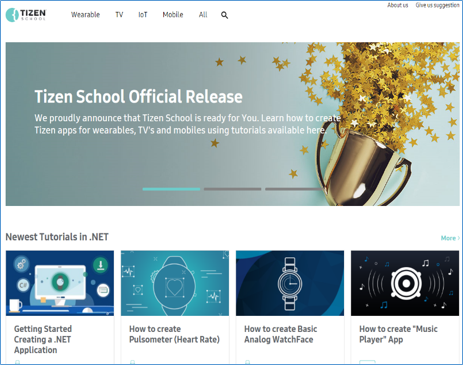 About us Give us suggestion
TIZEN
SCHOOL
Wearable TV IoT Mobile All
Tizen School Official Release
We proudly announce that Tizen School is ready for You. Learn how to create
Tizen apps for wearables, TV's and mobiles using tutorials available here.
Newest Tutorials in .NET
More
C#
Getting Started
Creating a .NET
Application
How to create
Pulsometer (Heart Rate)
How to create Basic
Analog WatchFace
How to create "Music
Player" App